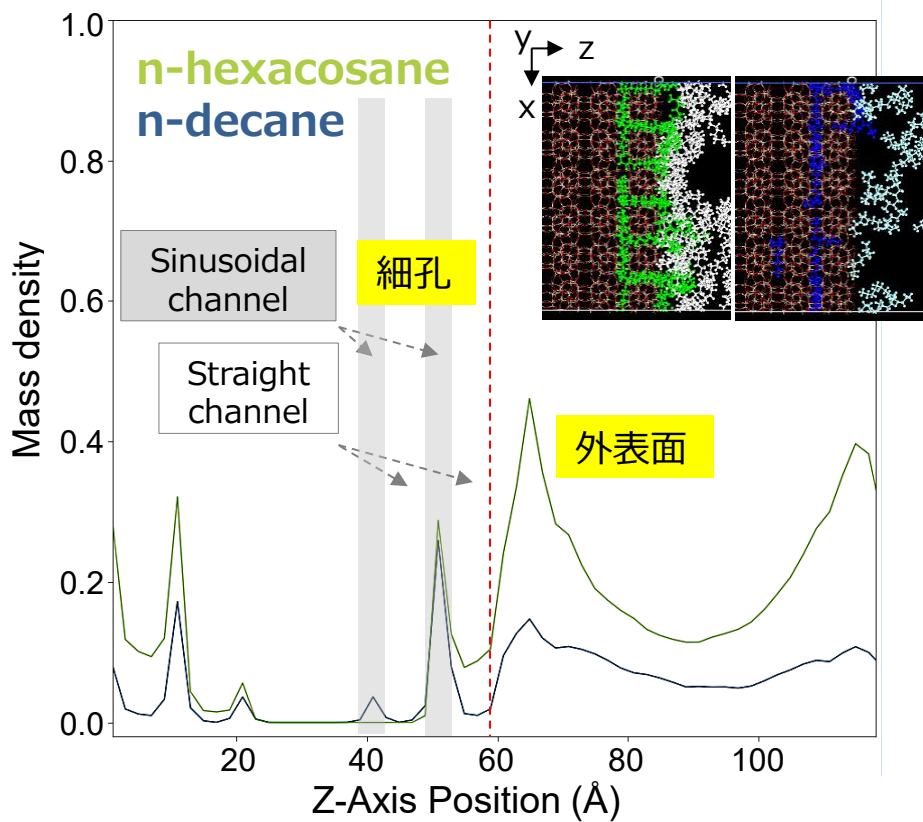 n-hexacosane
n-decane
y
z
x
Sinusoidal
channel
細孔
Straight
channel
外表面
Mass density
1.0
0.8
0.6
0.4
0.2
0.0
20
40
60
80
100
Z-Axis Position (Å)